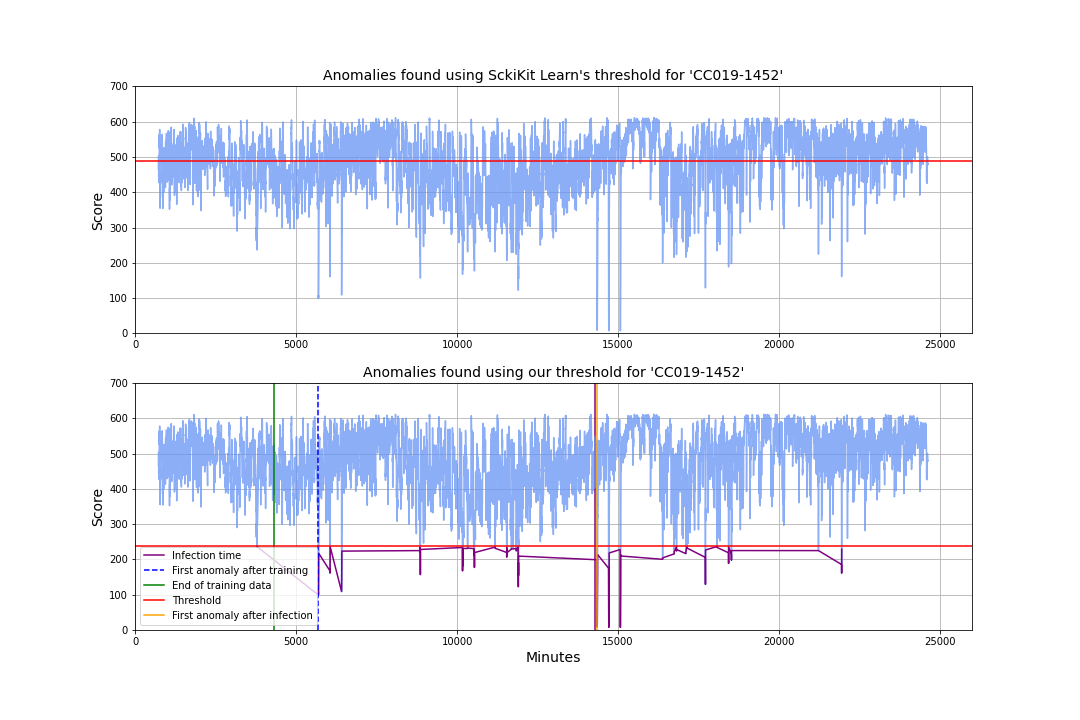 Anomalies found using SckiKit Learn's threshold for 'CC019-1452'
700
600
500
400
300
200
100
0
Score
0 5000 10000 15000 20000 25000
Anomalies found using our threshold for 'CC019-1452'
700
600
500
400
300
200
100
0
Score
Infection time
First anomaly after training
End of training data
Threshold
First anomaly after infection
0 5000 10000 15000 20000 25000
Minutes